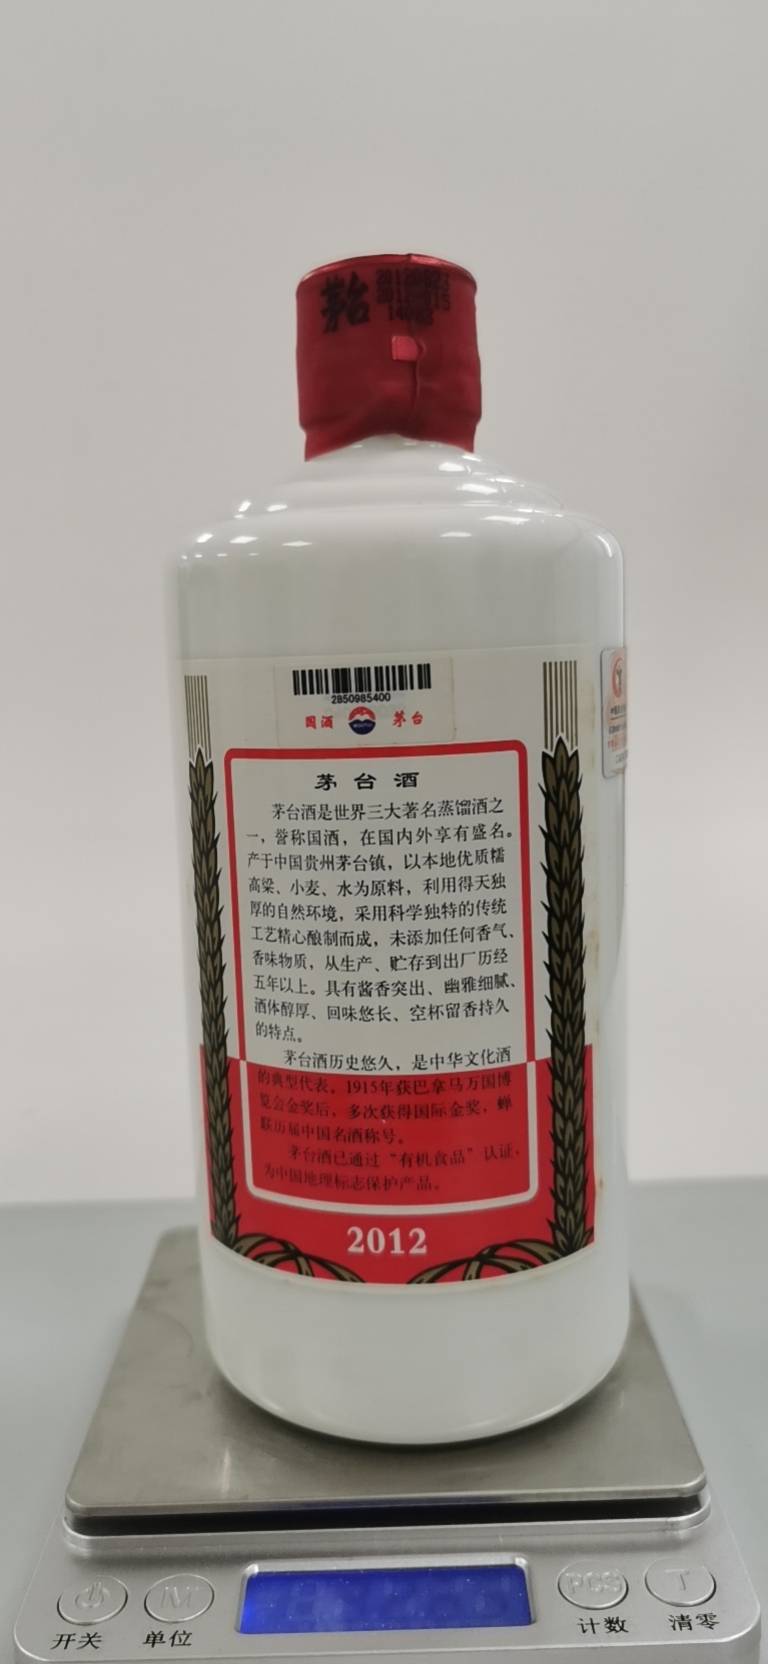 茅台
2850985400
国酒 茅台
茅台酒
茅台酒是世界三大著名蒸馏酒之
一，誉称国酒，在国内外享有盛名。
产于中国贵州茅台镇，以本地优质糯
高粱、小麦、水为原料，利用得天独
厚的自然环境，采用科学独特的传统
工艺精心酿制而成，未添加任何香气、
香味物质，从生产、贮存到出厂历经
五年以上。具有酱香突出、幽雅细腻、
酒体醇厚、回味悠长、空杯留香持久
的特点。
茅台酒历史悠久，是中华文化酒
的典型代表。1915年获巴拿马万国博
览会金奖后，多次获得国际金奖，蝉
联历届中国名酒称号。
茅台酒已通过“有机食品”认证，
为中国地理标志保护产品。
2012
M PCS T
开关 单位 计数 清零